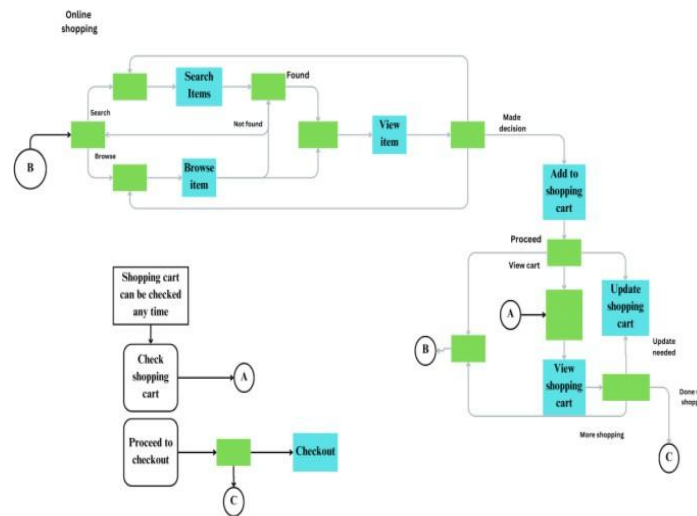 Online
shopping
Search
Items
Found
Search
Not found
View
item
Made
decision
B
Browse
Browse
item
Add to
shopping
cart
Proceed
View cart
Shopping cart
can be checked
any time
Update
shopping
cart
A
B
Update
needed
Check
shopping
cart
A
View
shopping
cart
Done
More shopping
Proceed to
checkout
Checkout
C
C